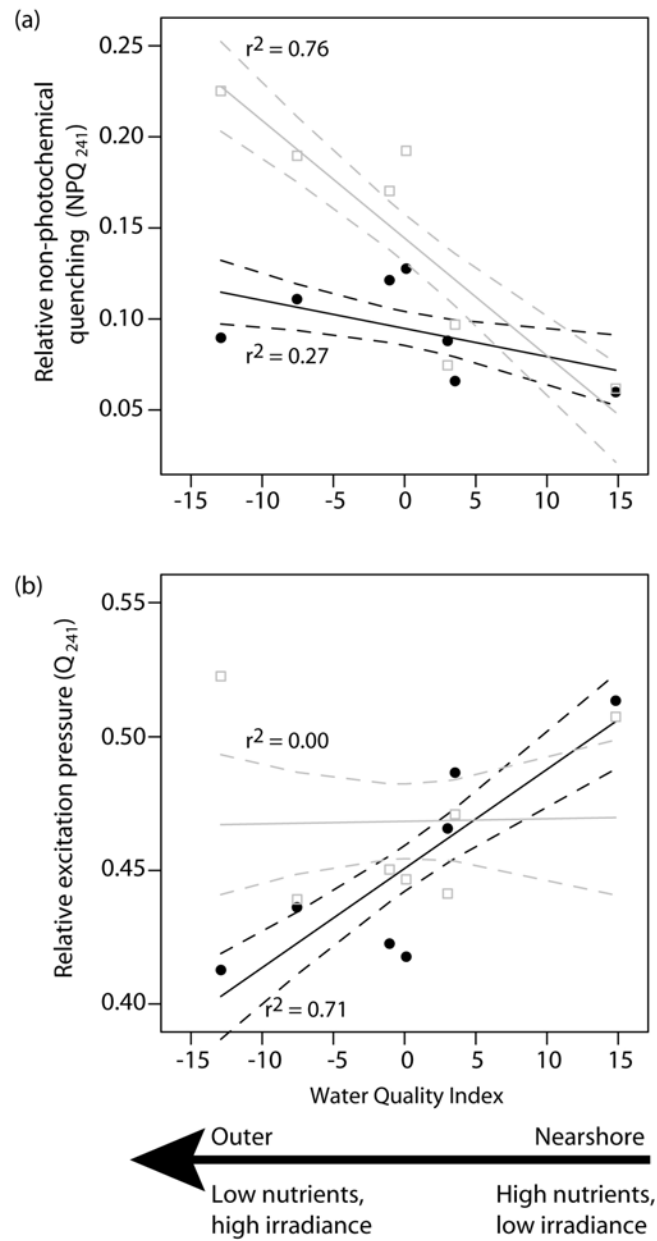 (a)
Relative non-photochemical
quenching (NPQ241)
0.25
0.20
0.15
0.10
0.05
r2 = 0.76
r2 = 0.27
-15 -10 -5 0 5 10 15
(b)
Relative excitation pressure (Q241)
0.55
0.50
0.45
0.40
r2 = 0.00
r2 = 0.71
-15 -10 -5 0 5 10 15
Water Quality Index
Outer Nearshore
Low nutrients, High nutrients,
high irradiance low irradiance